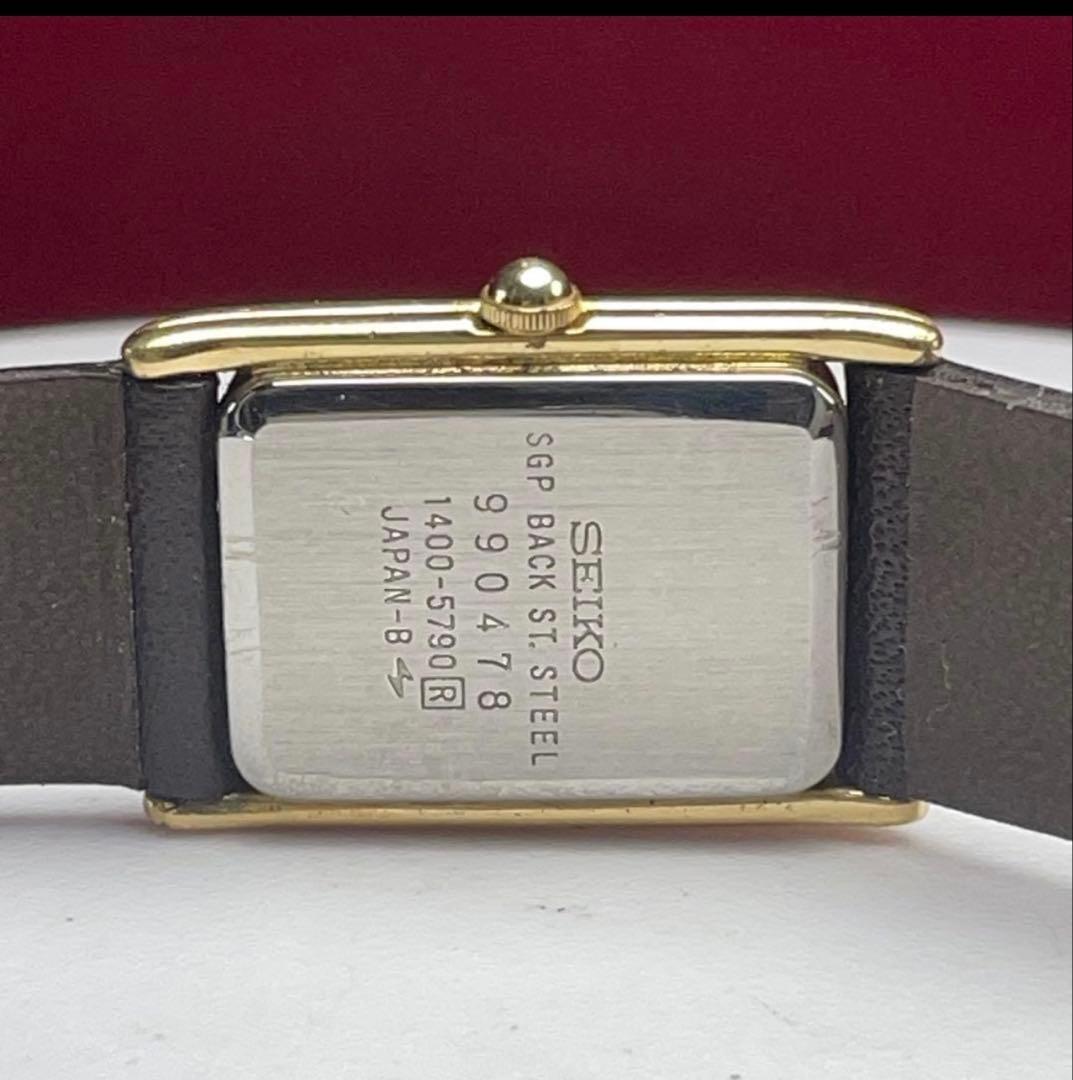 SEIKO
SGP BACK ST. STEEL
990478
1400-5790 R
JAPAN-B